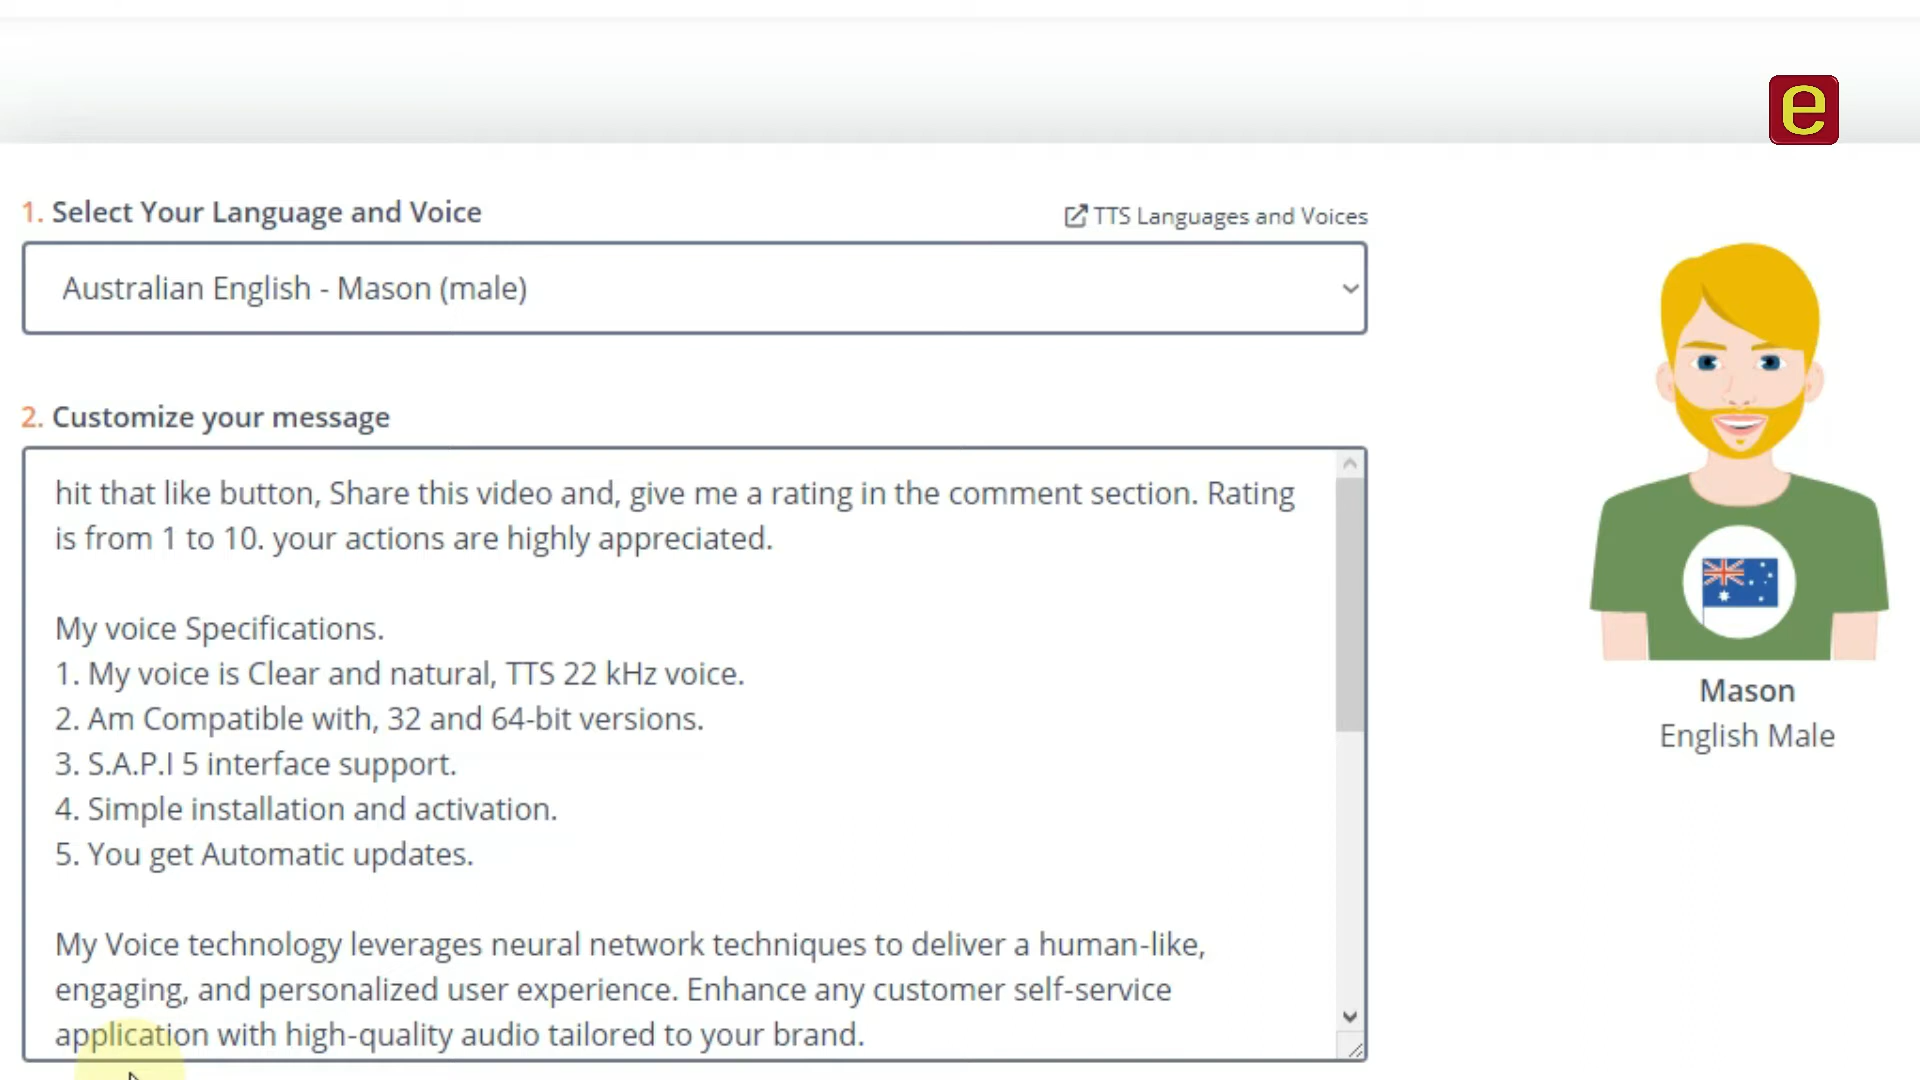 e
1. Select Your Language and Voice
TTS Languages and Voices
Australian English - Mason (male)
2. Customize your message
hit that like button, Share this video and, give me a rating in the comment section. Rating
is from 1 to 10. your actions are highly appreciated.
My voice Specifications.
1. My voice is Clear and natural, TTS 22 kHz voice.
2. Am Compatible with, 32 and 64-bit versions.
3. S.A.P.I 5 interface support.
4. Simple installation and activation.
5. You get Automatic updates.
My Voice technology leverages neural network techniques to deliver a human-like,
engaging, and personalized user experience. Enhance any customer self-service
application with high-quality audio tailored to your brand.
Mason
English Male